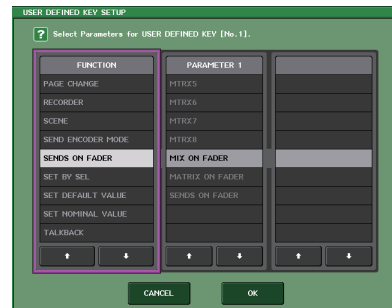 USER DEFINED KEY SETUP
? Select Parameters for USER DEFINED KEY [No.1].
FUNCTION
PAGE CHANGE
RECORDER
SCENE
SEND ENCODER MODE
SENDS ON FADER
SET BY SEL
SET DEFAULT VALUE
SET NOMINAL VALUE
TALKBACK
PARAMETER 1
MTRX5
MTRX6
MTRX7
MTRX8
MIX ON FADER
MATRIX ON FADER
SENDS ON FADER
CANCEL
OK